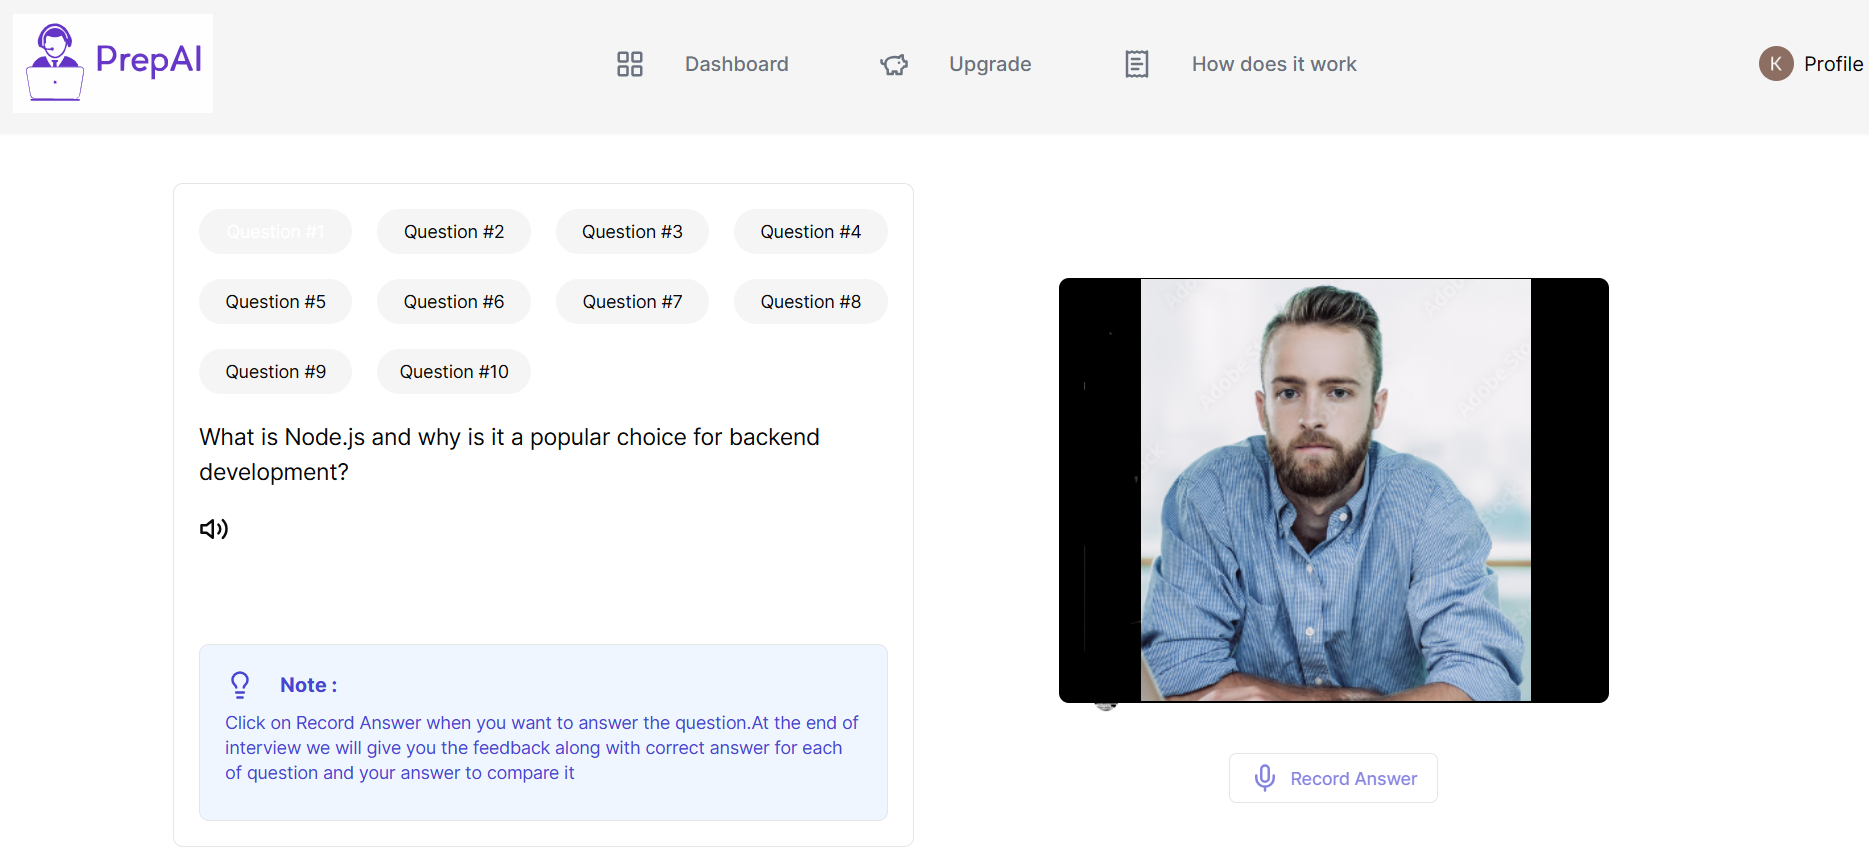 PrepAI
Dashboard
Upgrade
How does it work
K
Profile
Question #1
Question #2
Question #3
Question #4
Question #5
Question #6
Question #7
Question #8
Question #9
Question #10
What is Node.js and why is it a popular choice for backend
development?
Note :
Click on Record Answer when you want to answer the question.At the end of
interview we will give you the feedback along with correct answer for each
of question and your answer to compare it
Adobe Stock
Record Answer